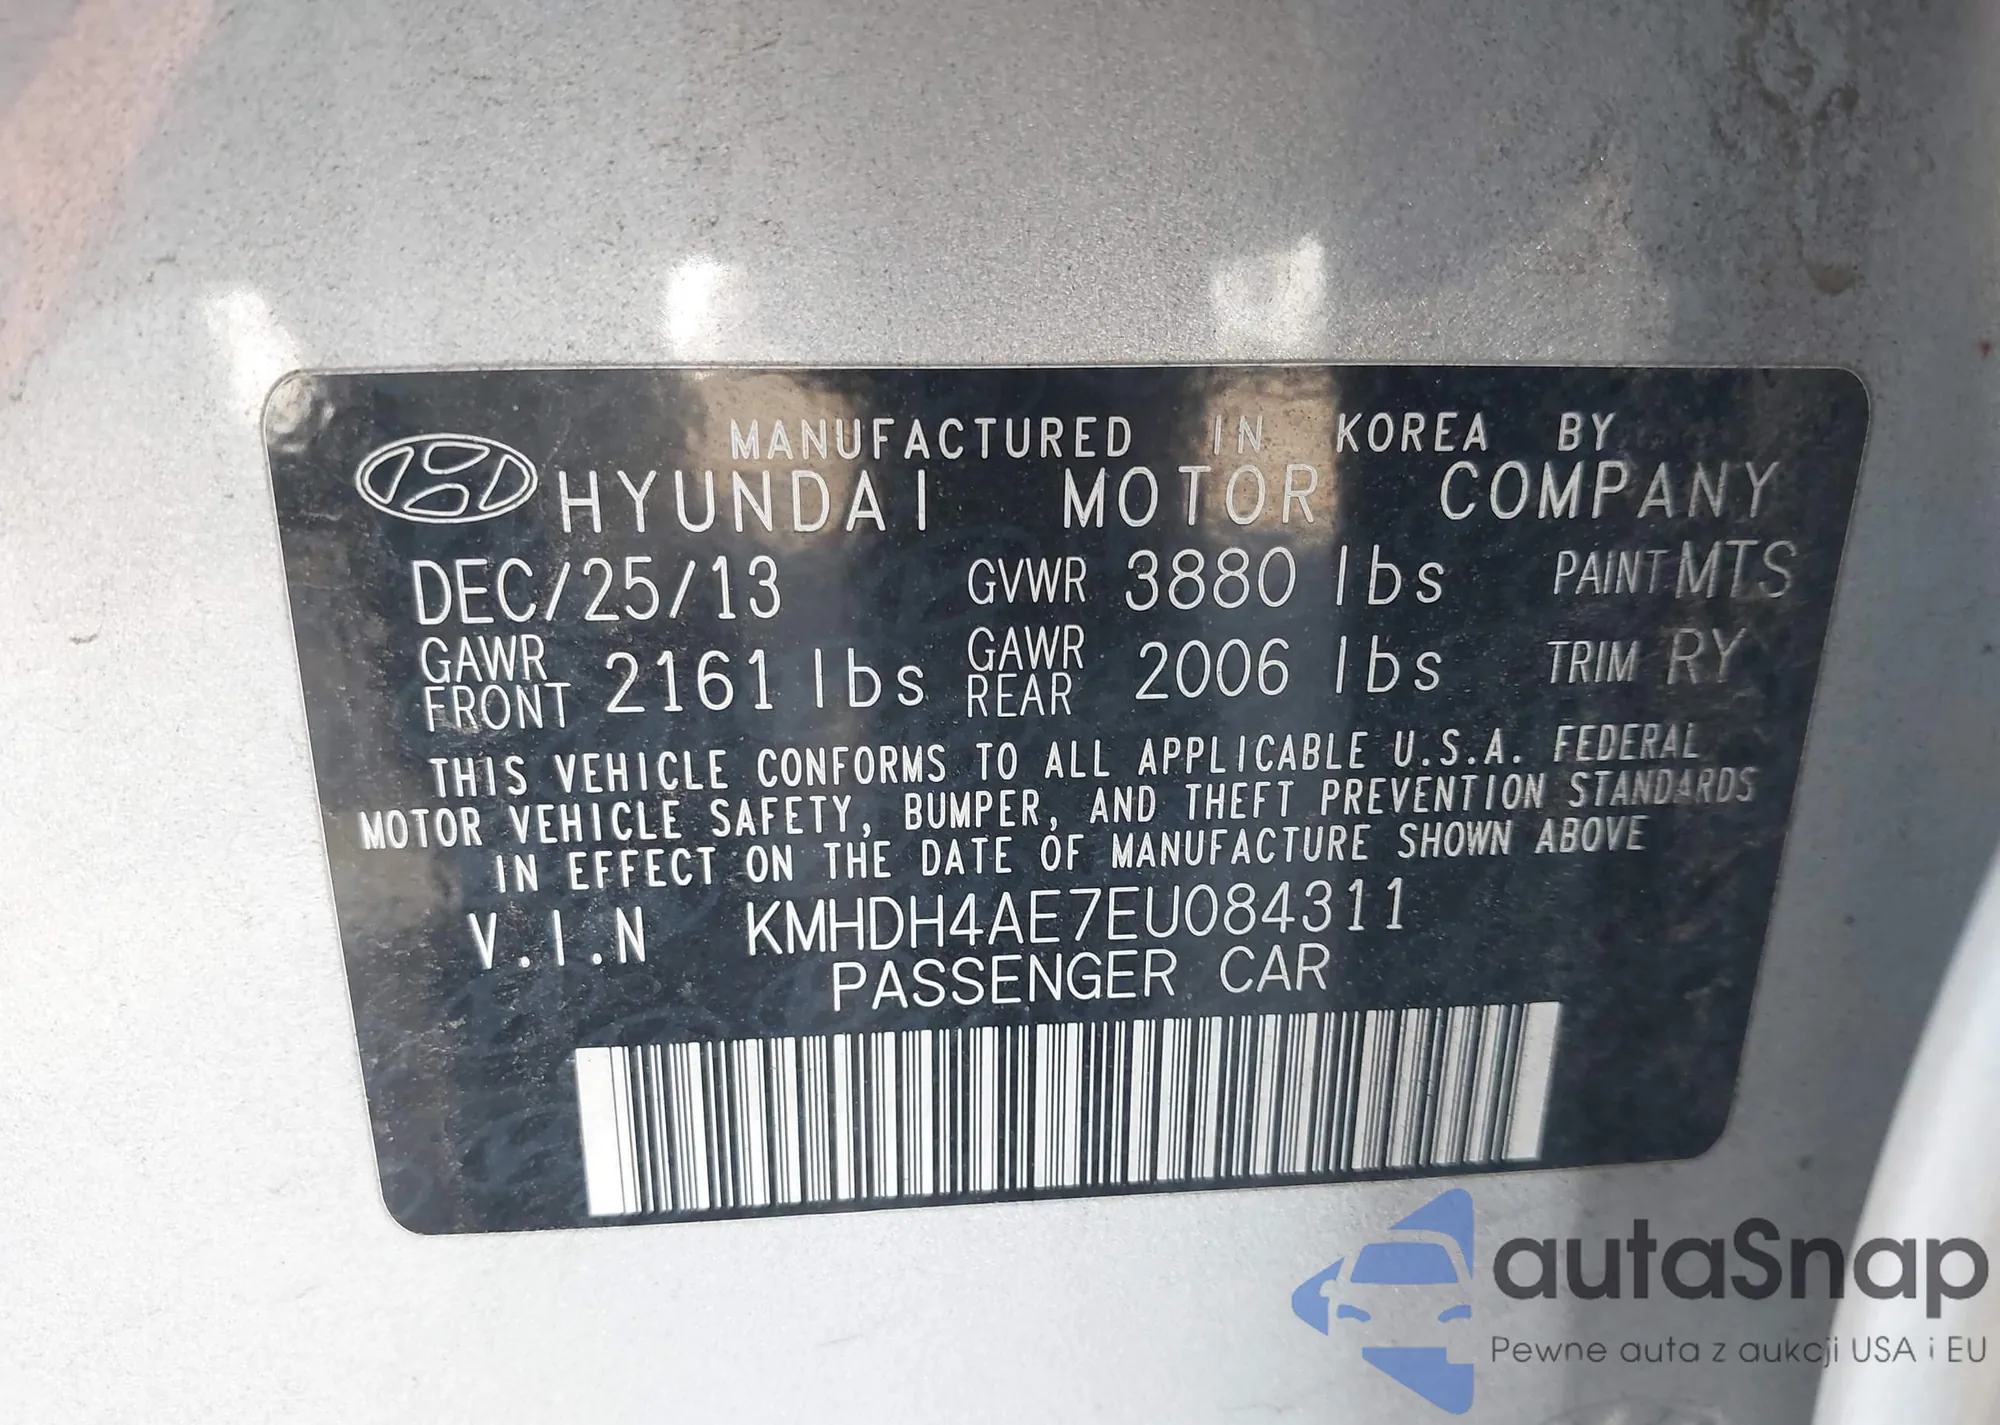 MANUFACTURED IN KOREA BY
HYUNDAI MOTOR COMPANY
DEC/25/13 GVWR 3880 lbs PAINT MTS
GAWR FRONT 2161 lbs GAWR REAR 2006 lbs TRIM RY
THIS VEHICLE CONFORMS TO ALL APPLICABLE U.S.A. FEDERAL
MOTOR VEHICLE SAFETY, BUMPER, AND THEFT PREVENTION STANDARDS
IN EFFECT ON THE DATE OF MANUFACTURE SHOWN ABOVE
V.I.N KMHDH4AE7EU084311
PASSENGER CAR
autaSnap
Pewne auta z aukcji USA i EU